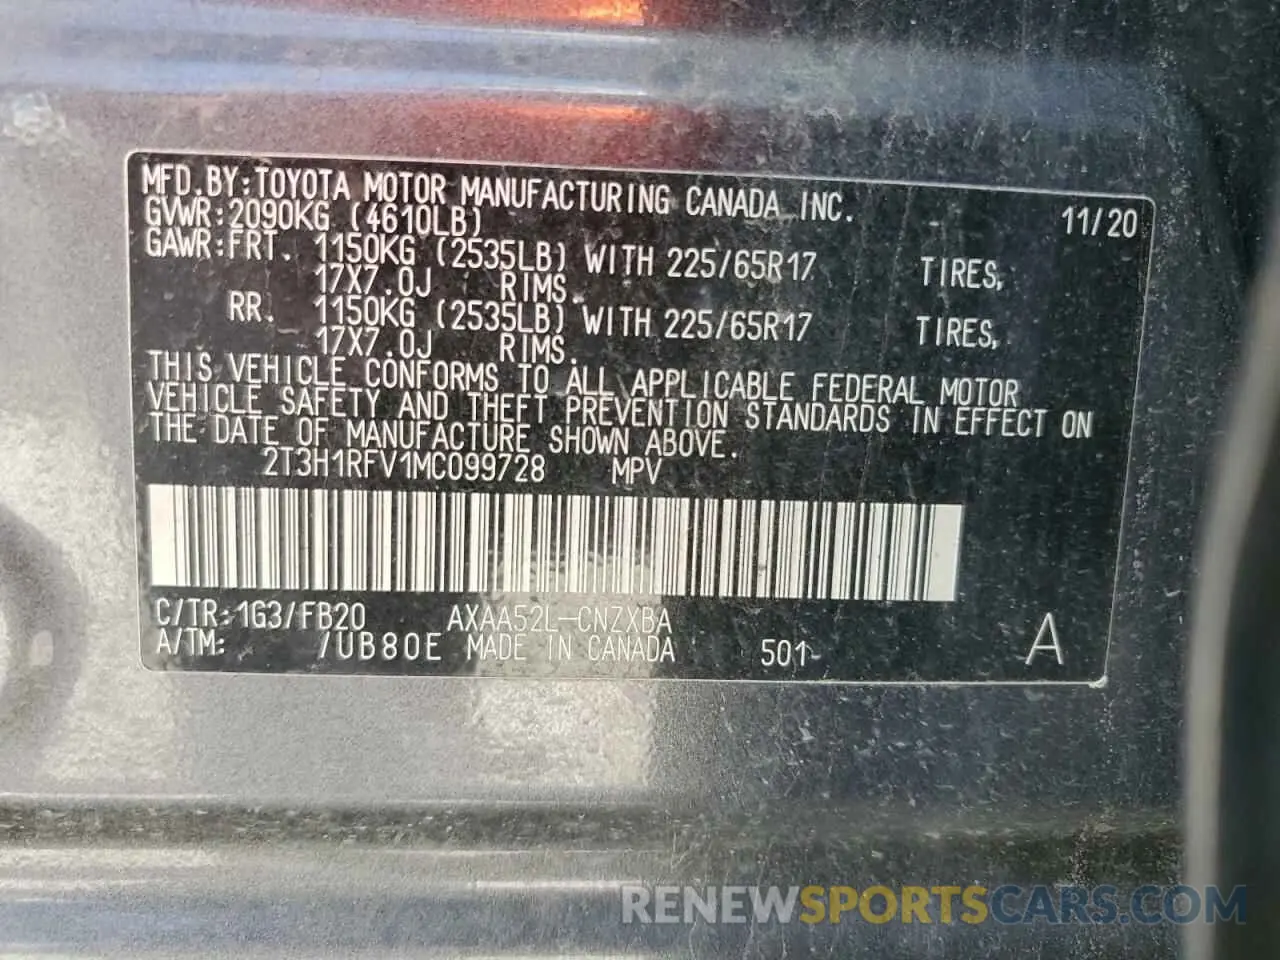 MFD.BY:TOYOTA MOTOR MANUFACTURING CANADA INC. 11/20
GVWR:2090KG (4610LB)
GAWR:FRT. 1150KG (2535LB) WITH 225/65R17 TIRES,
17X7.0J RIMS.
RR. 1150KG (2535LB) WITH 225/65R17 TIRES,
17X7.0J RIMS.
THIS VEHICLE CONFORMS TO ALL APPLICABLE FEDERAL MOTOR
VEHICLE SAFETY AND THEFT PREVENTION STANDARDS IN EFFECT ON
THE DATE OF MANUFACTURE SHOWN ABOVE.
2T3H1RFV1MC099728 MPV
C/TR:1G3/FB20 AXAA52L-CNZXBA
A/TM: /UB80E MADE IN CANADA 501- A
RENEWSPORTSCARS.COM